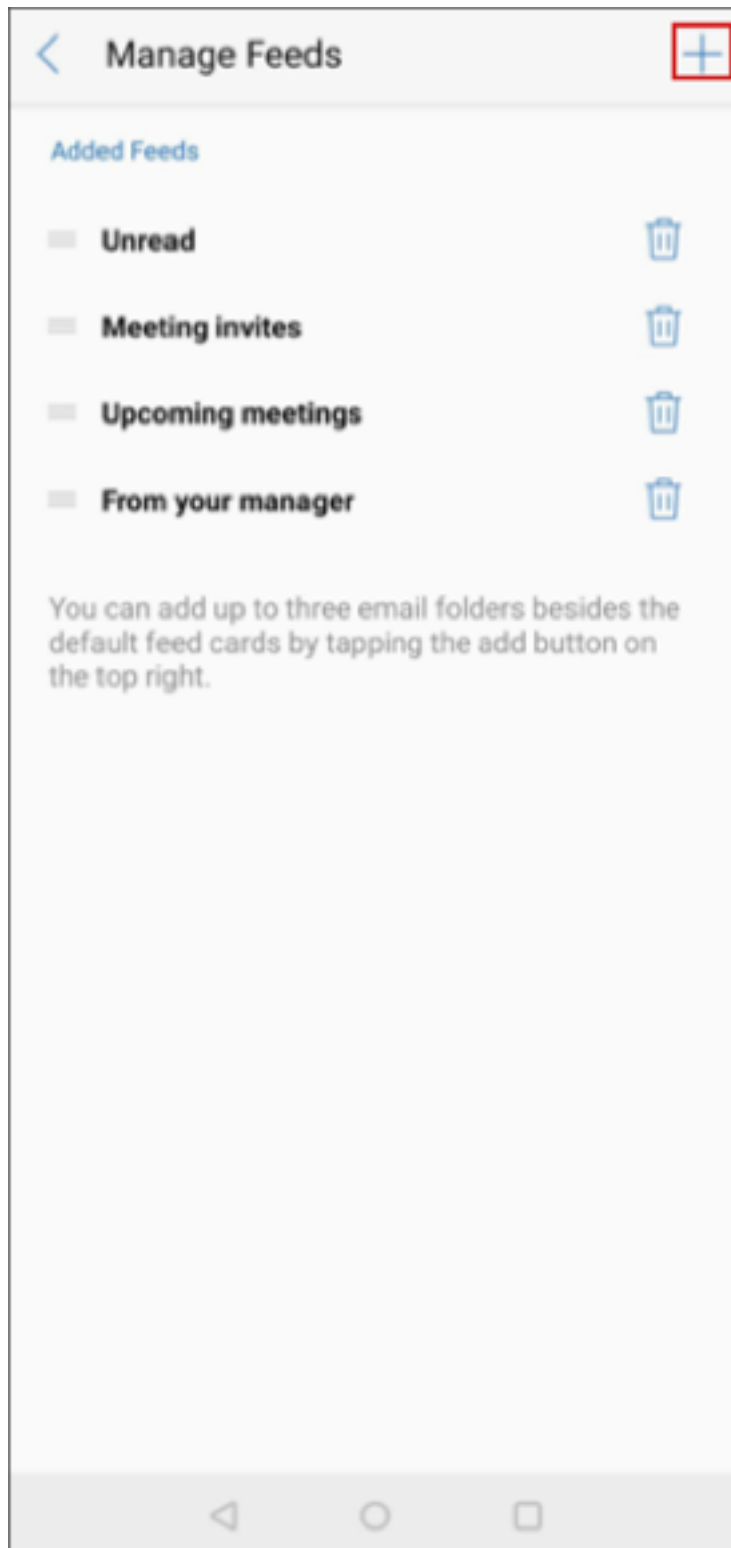 Manage Feeds
Added Feeds
Unread
Meeting invites
Upcoming meetings
From your manager
You can add up to three email folders besides the
default feed cards by tapping the add button on
the top right.